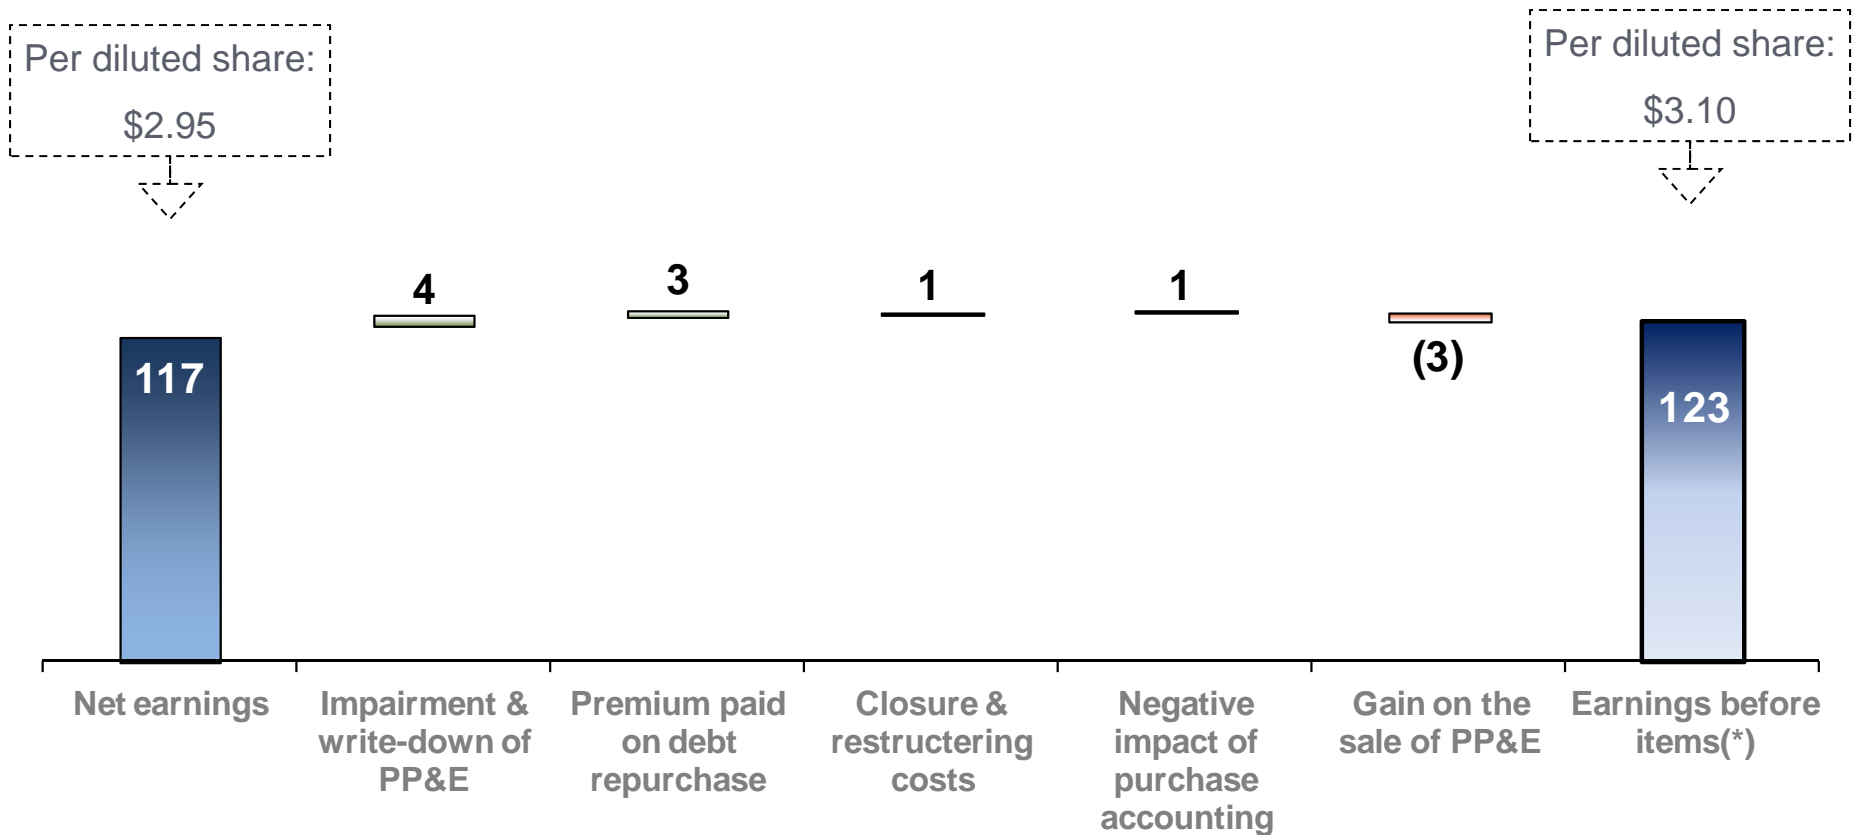 Per diluted share:
$2.95
Per diluted share:
$3.10
117
4
3
1
1
(3)
123
Net earnings
Impairment &
write-down of
PP&E
Premium paid
on debt
repurchase
Closure &
restructering
costs
Negative
impact of
purchase
accounting
Gain on the
sale of PP&E
Earnings before
items(*)